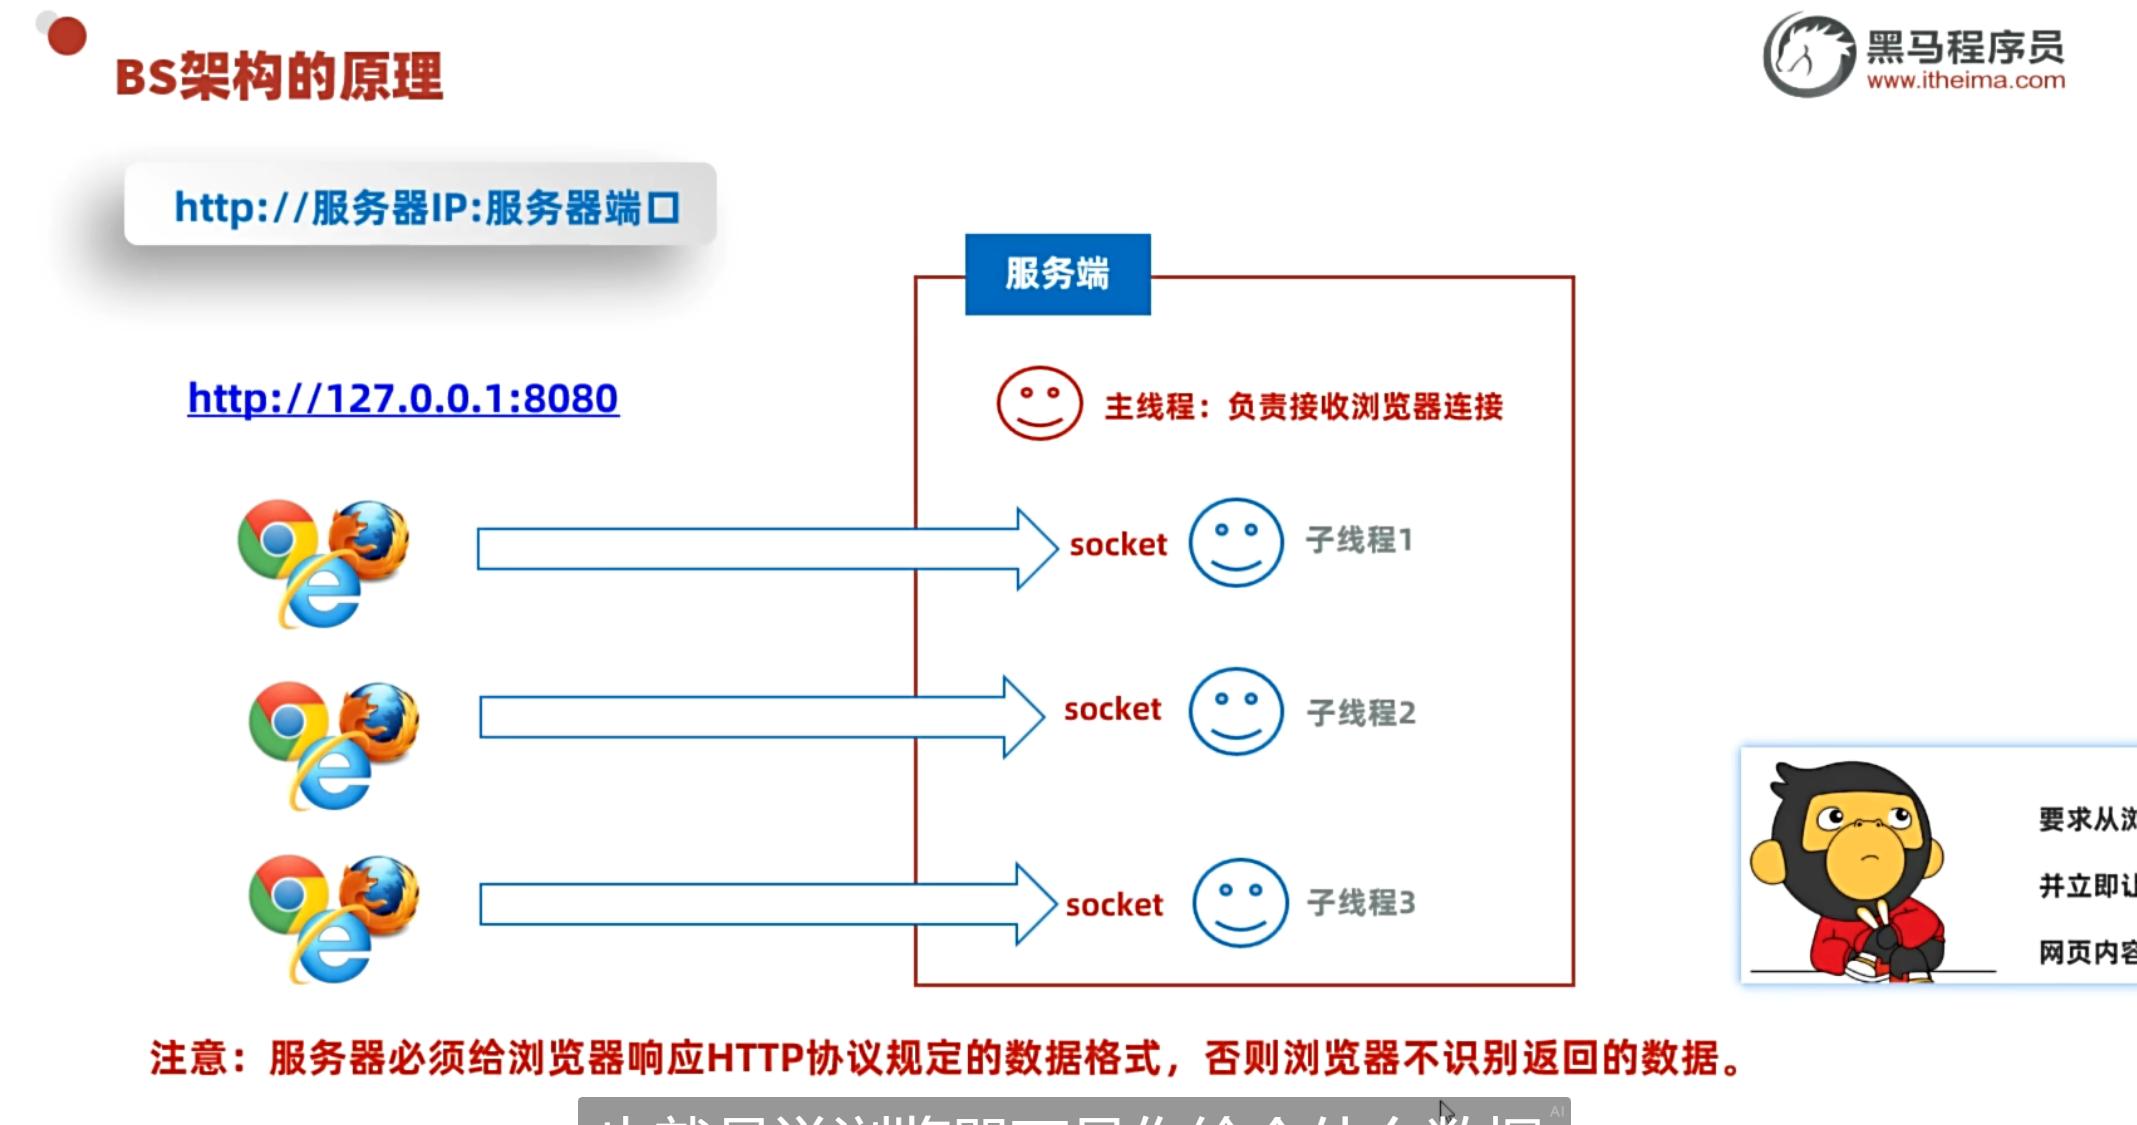 BS架构的原理
黑马程序员
www.itheima.com
http://服务器IP:服务器端口
服务端
http://127.0.0.1:8080
主线程：负责接收浏览器连接
socket 子线程1
socket 子线程2
socket 子线程3
要求从浏
并立即让
网页内容
注意：服务器必须给浏览器响应HTTP协议规定的数据格式，否则浏览器不识别返回的数据。
AI